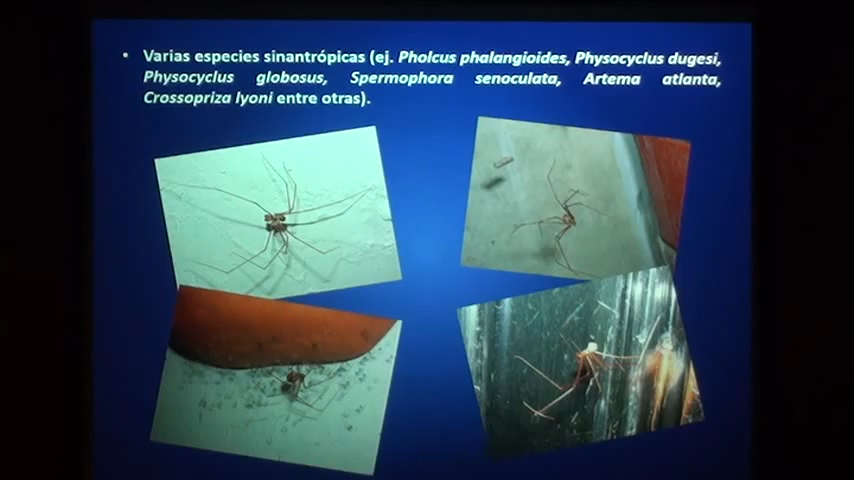 • Varias especies sinantrópicas (ej. Pholcus phalangioides, Physocyclus dugesi,
Physocyclus globosus, Spermophora senoculata, Artema atlanta,
Crossopriza lyoni entre otras).